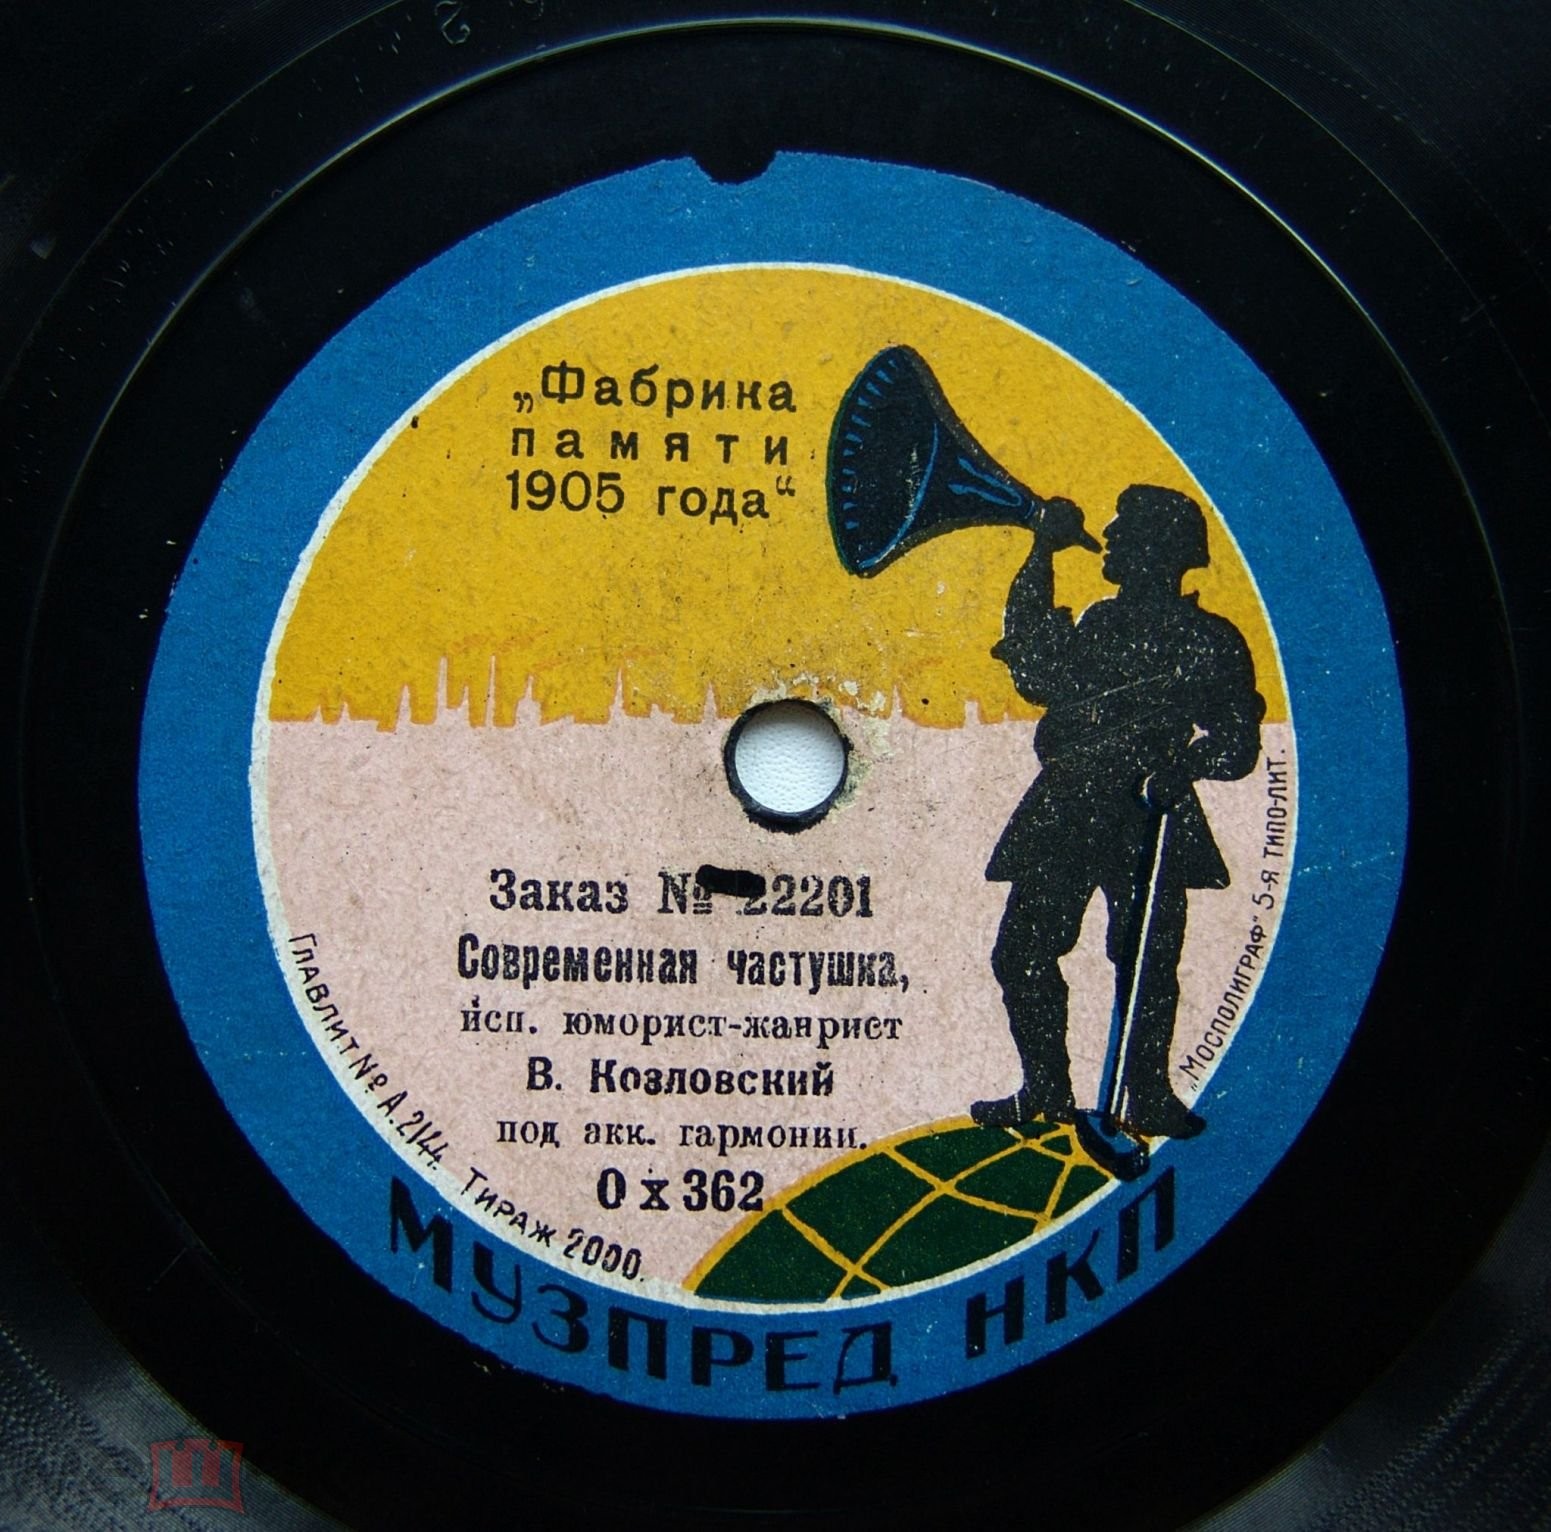 „Фабрика
памяти
1905 года“
Заказ № 22201
Современная частушка,
исп. юморист-жанрист
В. Козловский
под акк. гармонии.
0 х 362
Главлит № А.2144. Тираж 2000.
„Мосполиграф“ 5-я типо-лит.
МУЗПРЕД НКП